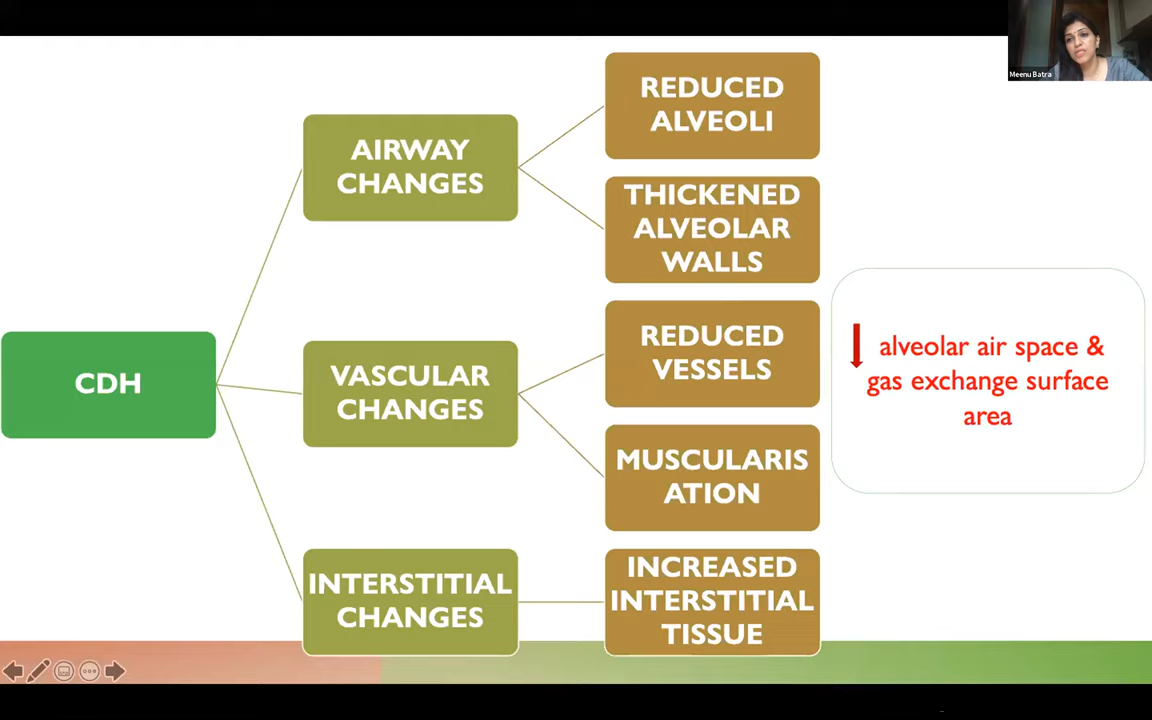 Meenu Batra
REDUCED
ALVEOLI
AIRWAY
CHANGES
THICKENED
ALVEOLAR
WALLS
CDH
VASCULAR
CHANGES
REDUCED
VESSELS
MUSCULARIS
ATION
INTERSTITIAL
CHANGES
INCREASED
INTERSTITIAL
TISSUE
alveolar air space &
gas exchange surface
area